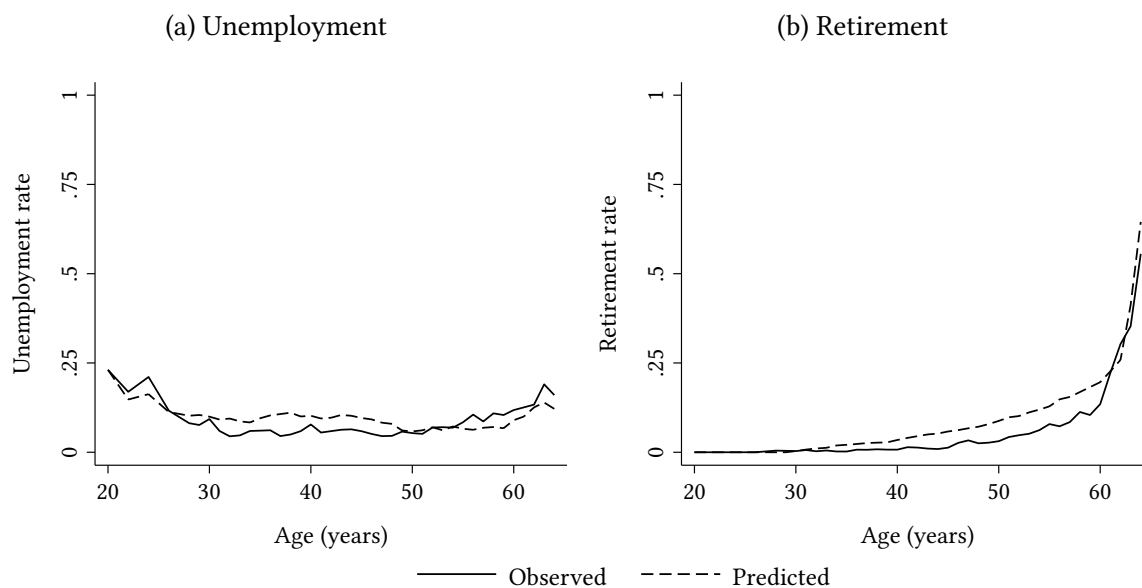 (a) Unemployment
(b) Retirement
Unemployment rate
1
.75
.5
.25
0
20 30 40 50 60
Age (years)
Retirement rate
1
.75
.5
.25
0
20 30 40 50 60
Age (years)
Observed Predicted